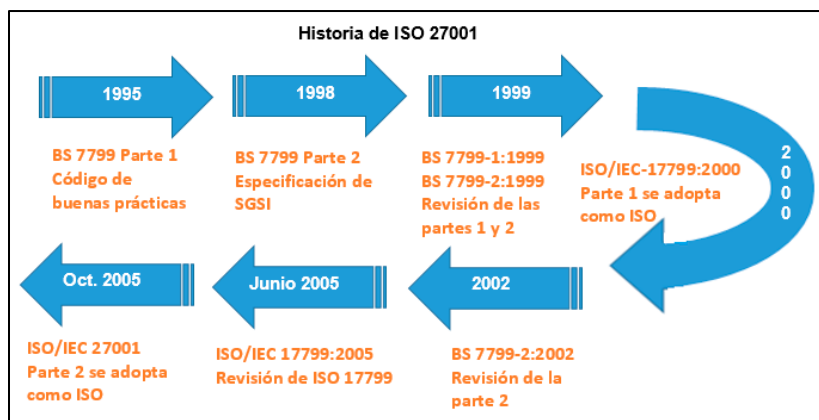 Historia de ISO 27001
1995
BS 7799 Parte 1
Código de
buenas prácticas
1998
BS 7799 Parte 2
Especificación de
SGSI
1999
BS 7799-1:1999
BS 7799-2:1999
Revisión de las
partes 1 y 2
2000
ISO/IEC-17799:2000
Parte 1 se adopta
como ISO
2002
BS 7799-2:2002
Revisión de la
parte 2
Junio 2005
ISO/IEC 17799:2005
Revisión de ISO 17799
Oct. 2005
ISO/IEC 27001
Parte 2 se adopta
como ISO